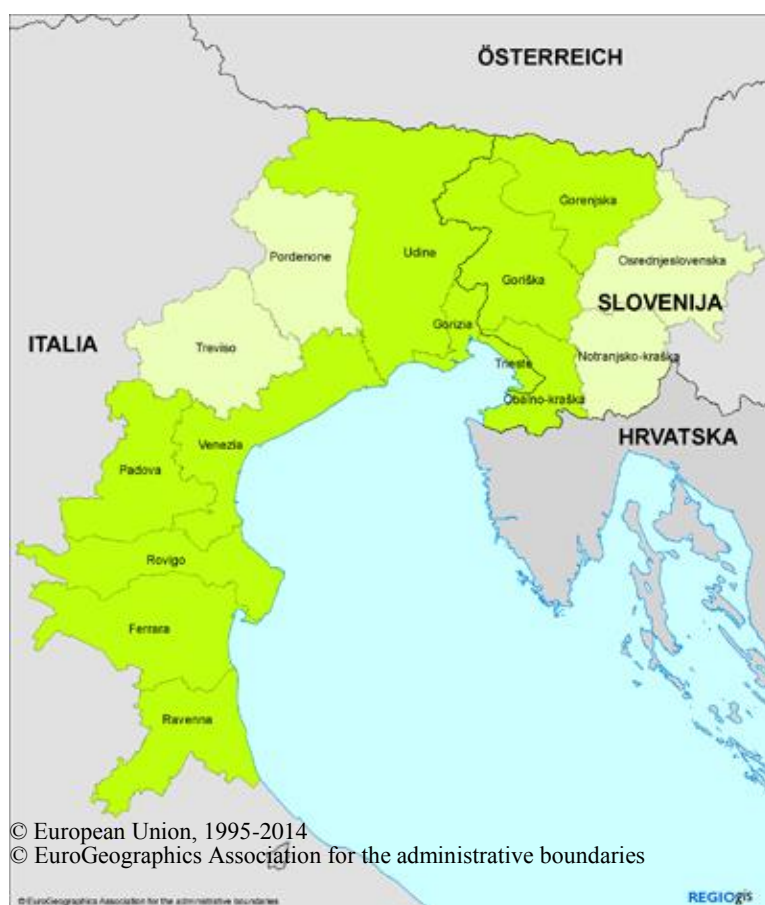 ÖSTERREICH
Gorenjska
Pordenone
Udine
Osrednjeslovenska
Goriška
SLOVENIJA
Gorizia
ITALIA
Treviso
Trieste
Notranjsko-kraška
Obalno-kraška
HRVATSKA
Venezia
Padova
Rovigo
Ferrara
Ravenna
© European Union, 1995-2014
© EuroGeographics Association for the administrative boundaries
© EuroGeographics Association for the administrative boundaries
REGIOgis